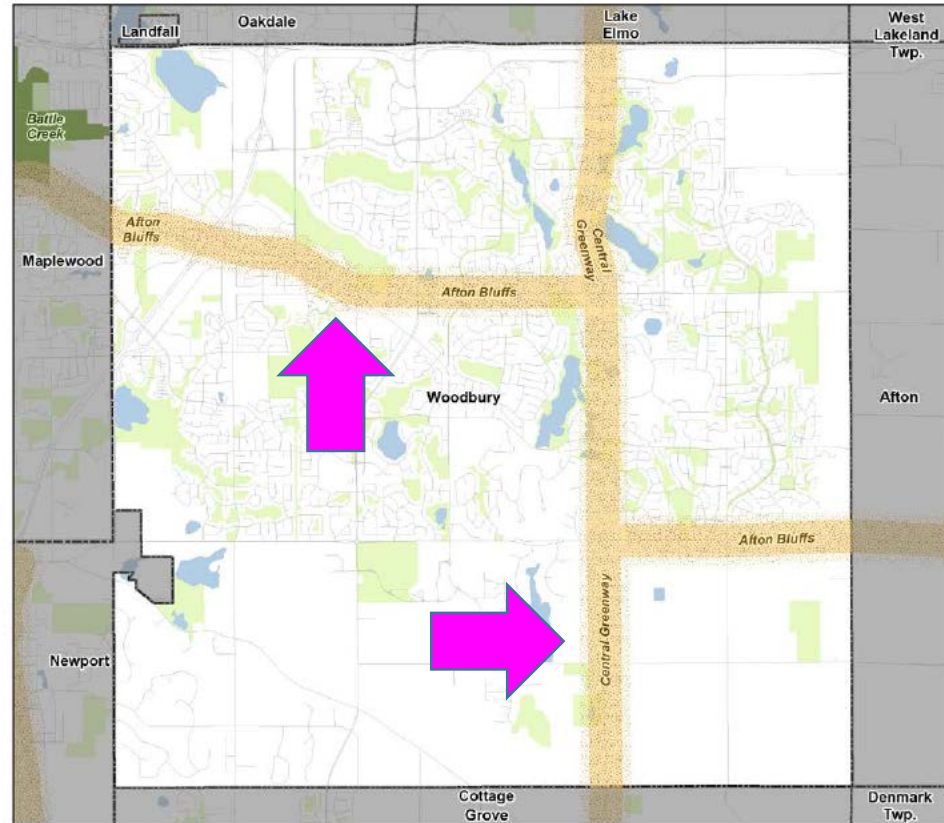 Landfall
Oakdale
Lake
Elmo
West
Lakeland
Twp.
Battle
Creek
Afton
Bluffs
Central
Greenway
Maplewood
Afton Bluffs
Woodbury
Afton
Afton Bluffs
Central Greenway
Newport
Cottage
Grove
Denmark
Twp.